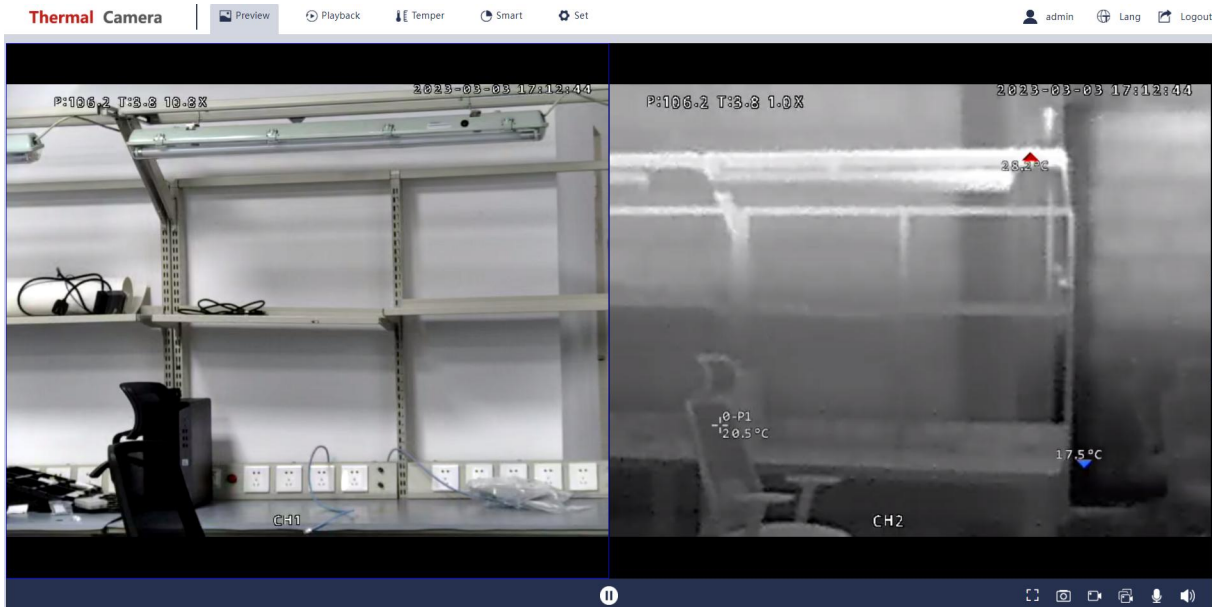 Thermal Camera
Preview
Playback
Temper
Smart
Set
admin
Lang
Logout
2023-03-03 17:12:44
P:106.2 T:3.8 10.8X
CH1
2023-03-03 17:12:44
P:106.2 T:3.8 1.0X
28.2°C
0-P1
20.5°C
17.5°C
CH2